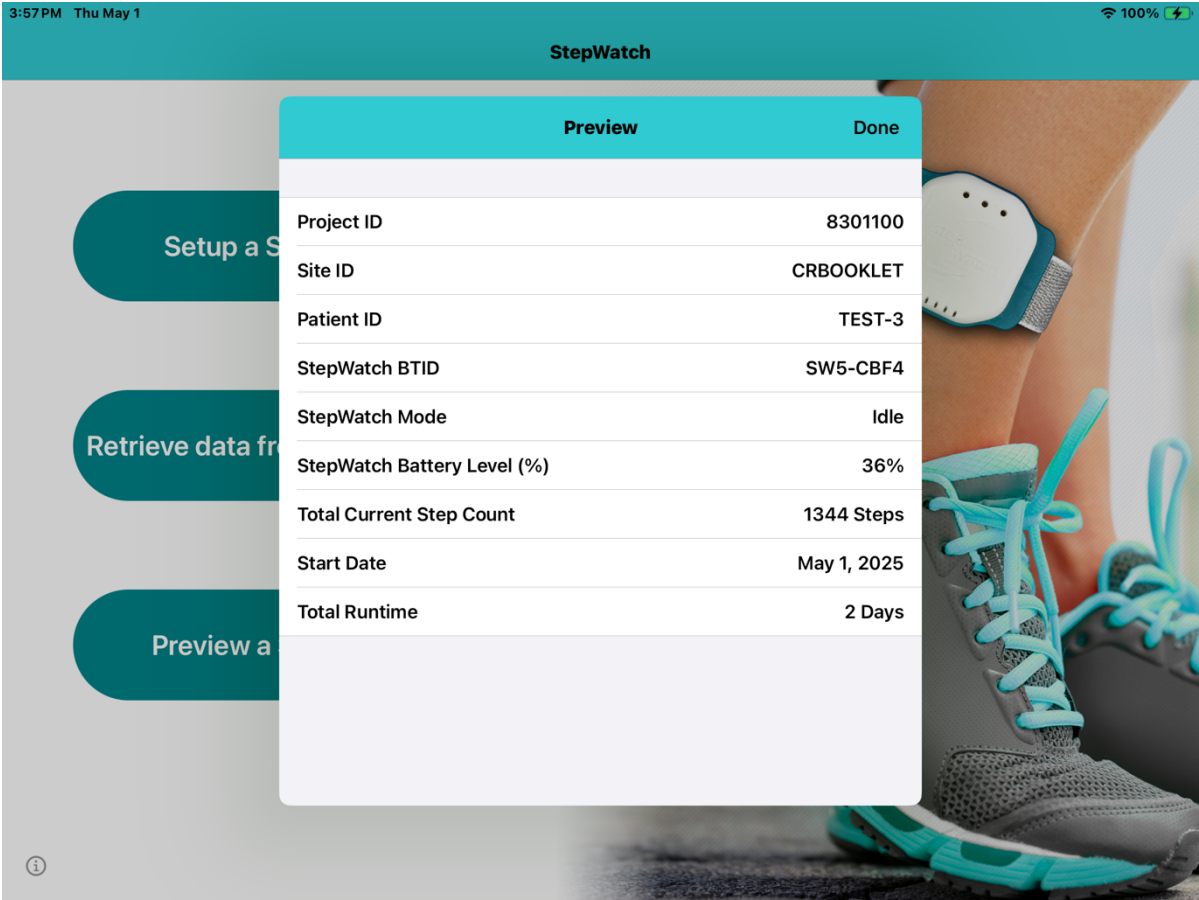 3:57 PM Thu May 1
100%
StepWatch
Preview
Done
Setup a S
Retrieve data fr
Preview a
Project ID 8301100
Site ID CRBOOKLET
Patient ID TEST-3
StepWatch BTID SW5-CBF4
StepWatch Mode Idle
StepWatch Battery Level (%) 36%
Total Current Step Count 1344 Steps
Start Date May 1, 2025
Total Runtime 2 Days